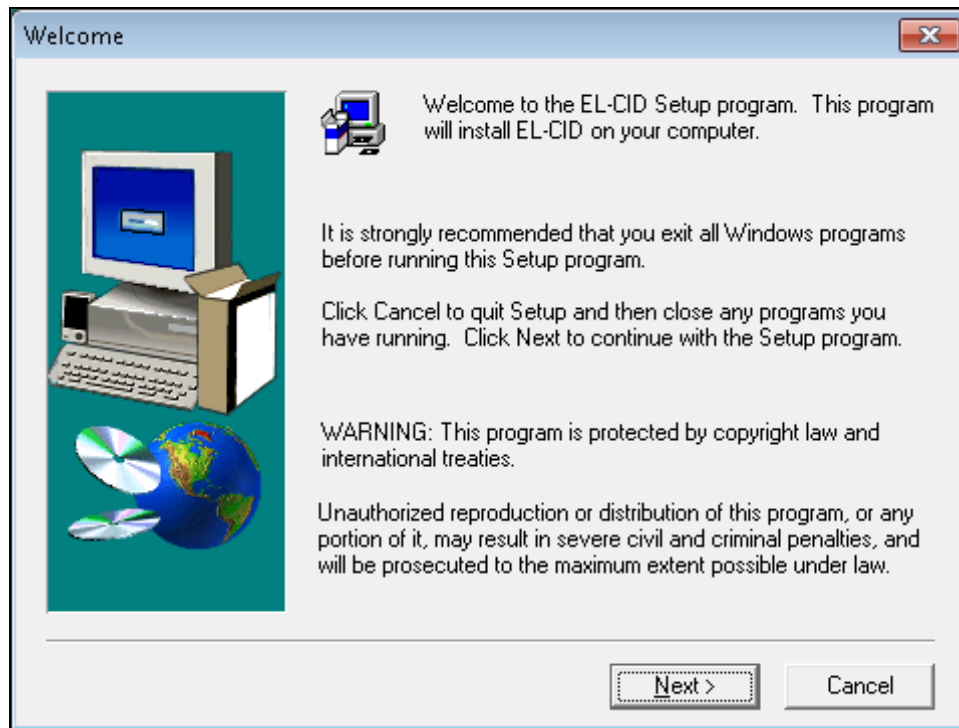 Welcome
Welcome to the EL-CID Setup program.  This program
will install EL-CID on your computer.
It is strongly recommended that you exit all Windows programs
before running this Setup program.
Click Cancel to quit Setup and then close any programs you
have running.  Click Next to continue with the Setup program.
WARNING: This program is protected by copyright law and
international treaties.
Unauthorized reproduction or distribution of this program, or any
portion of it, may result in severe civil and criminal penalties, and
will be prosecuted to the maximum extent possible under law.
Next >
Cancel